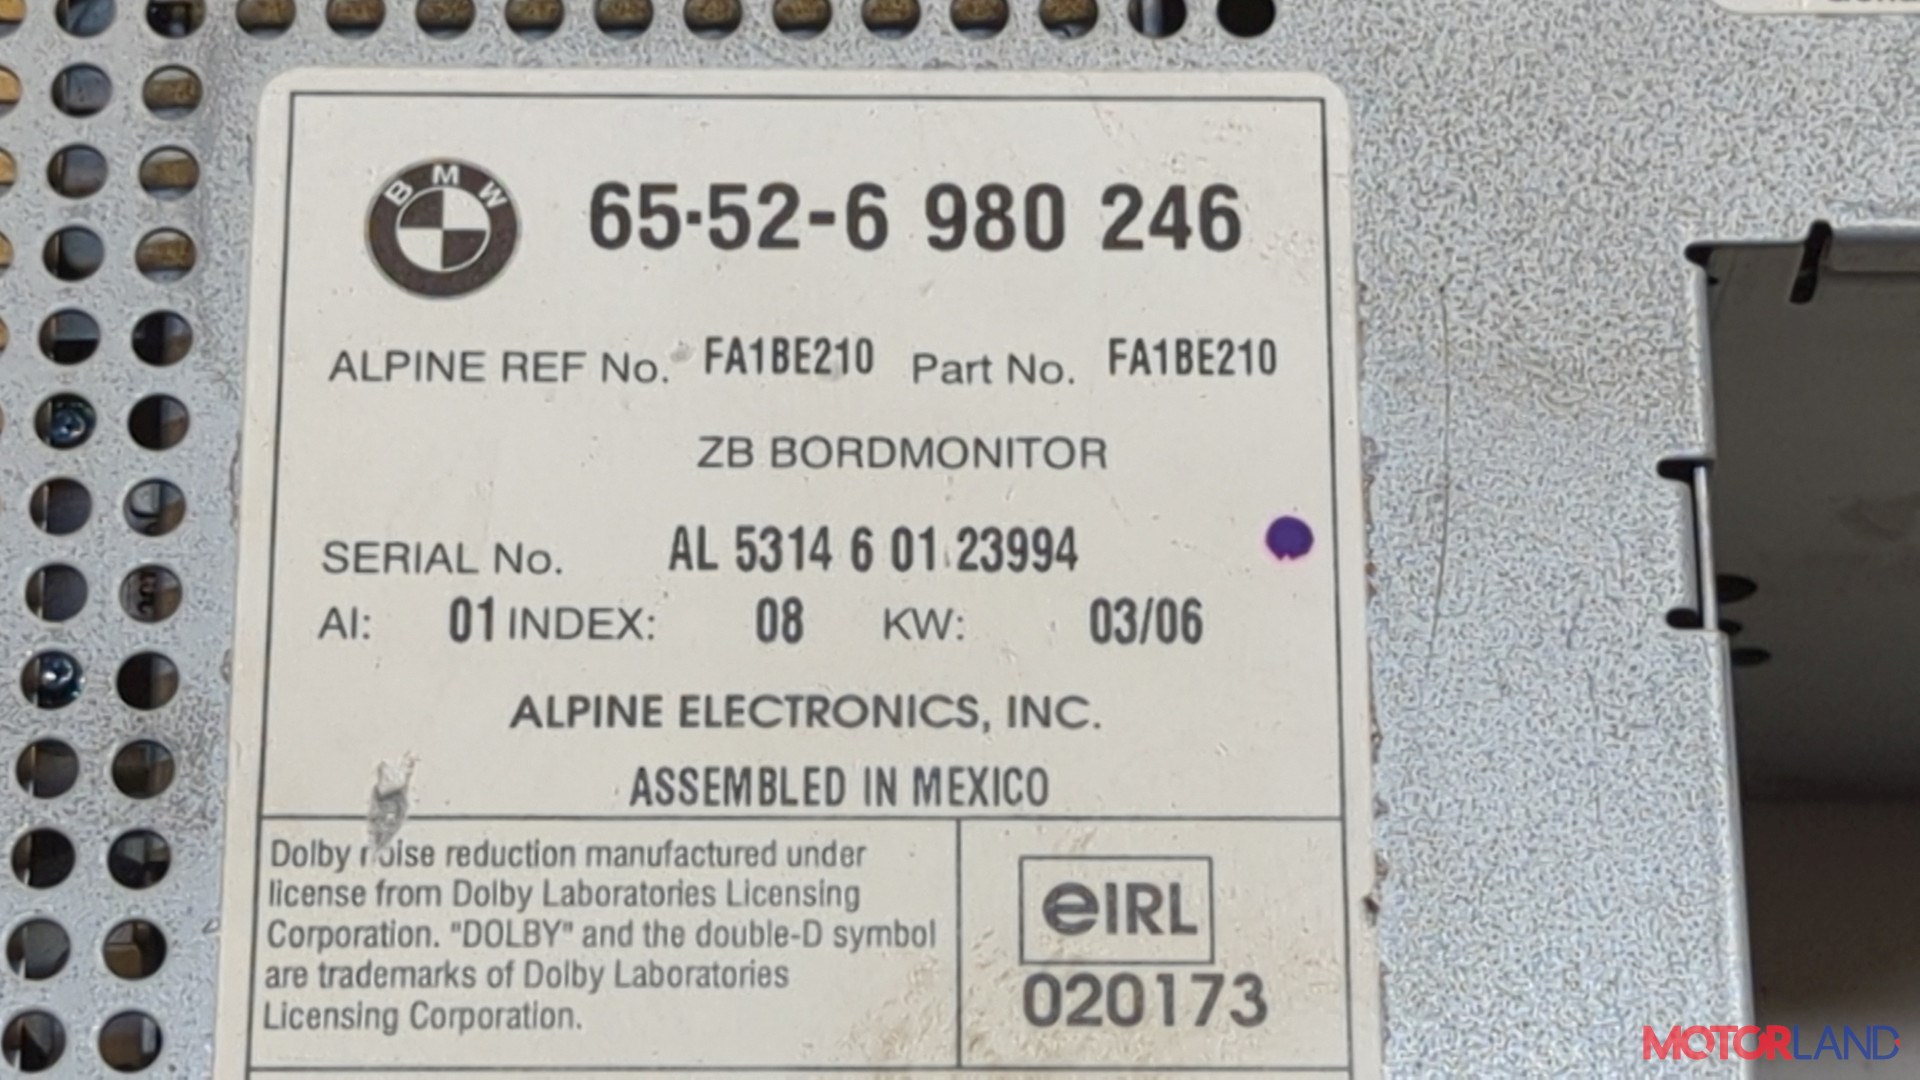 BMW 65-52-6 980 246
ALPINE REF No. FA1BE210 Part No. FA1BE210
ZB BORDMONITOR
SERIAL No. AL 5314 6 01 23994
AI: 01 INDEX: 08 KW: 03/06
ALPINE ELECTRONICS, INC.
ASSEMBLED IN MEXICO
Dolby noise reduction manufactured under
license from Dolby Laboratories Licensing
Corporation. "DOLBY" and the double-D symbol
are trademarks of Dolby Laboratories
Licensing Corporation.
eIRL
020173
MOTORLAND